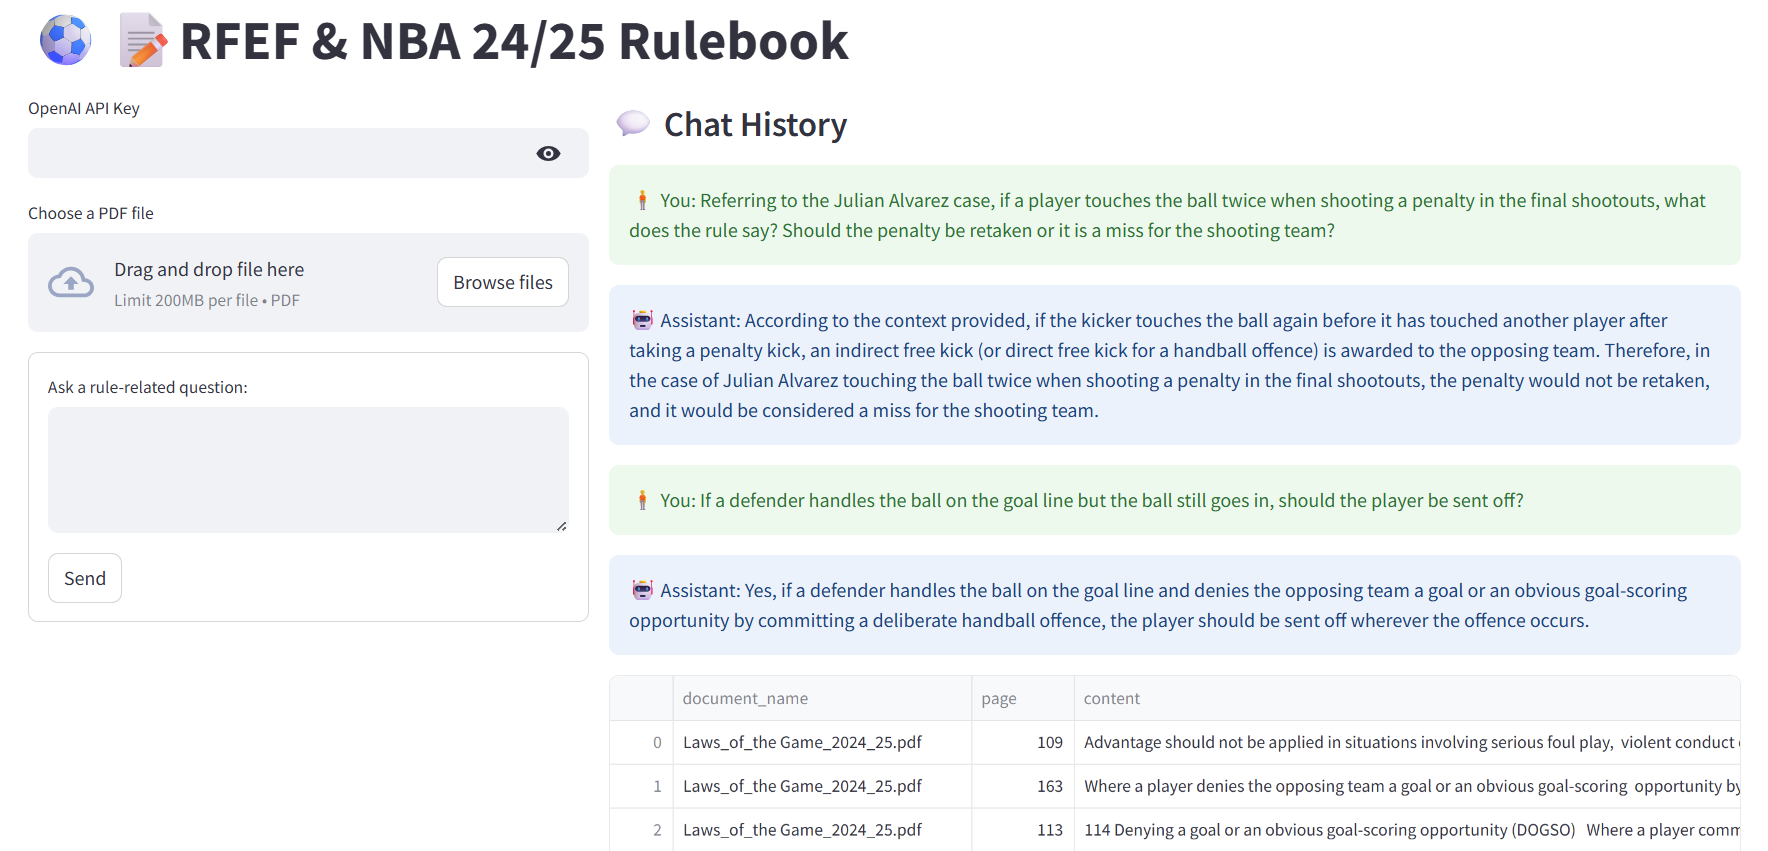 RFEF & NBA 24/25 Rulebook
OpenAI API Key
Choose a PDF file
Drag and drop file here
Limit 200MB per file • PDF
Browse files
Ask a rule-related question:
Send
Chat History
You: Referring to the Julian Alvarez case, if a player touches the ball twice when shooting a penalty in the final shootouts, what
does the rule say? Should the penalty be retaken or it is a miss for the shooting team?
Assistant: According to the context provided, if the kicker touches the ball again before it has touched another player after
taking a penalty kick, an indirect free kick (or direct free kick for a handball offence) is awarded to the opposing team. Therefore, in
the case of Julian Alvarez touching the ball twice when shooting a penalty in the final shootouts, the penalty would not be retaken,
and it would be considered a miss for the shooting team.
You: If a defender handles the ball on the goal line but the ball still goes in, should the player be sent off?
Assistant: Yes, if a defender handles the ball on the goal line and denies the opposing team a goal or an obvious goal-scoring
opportunity by committing a deliberate handball offence, the player should be sent off wherever the offence occurs.
document_name page content
0 Laws_of_the Game_2024_25.pdf 109 Advantage should not be applied in situations involving serious foul play, violent conduct
1 Laws_of_the Game_2024_25.pdf 163 Where a player denies the opposing team a goal or an obvious goal-scoring opportunity by
2 Laws_of_the Game_2024_25.pdf 113 114 Denying a goal or an obvious goal-scoring opportunity (DOGSO) Where a player comm